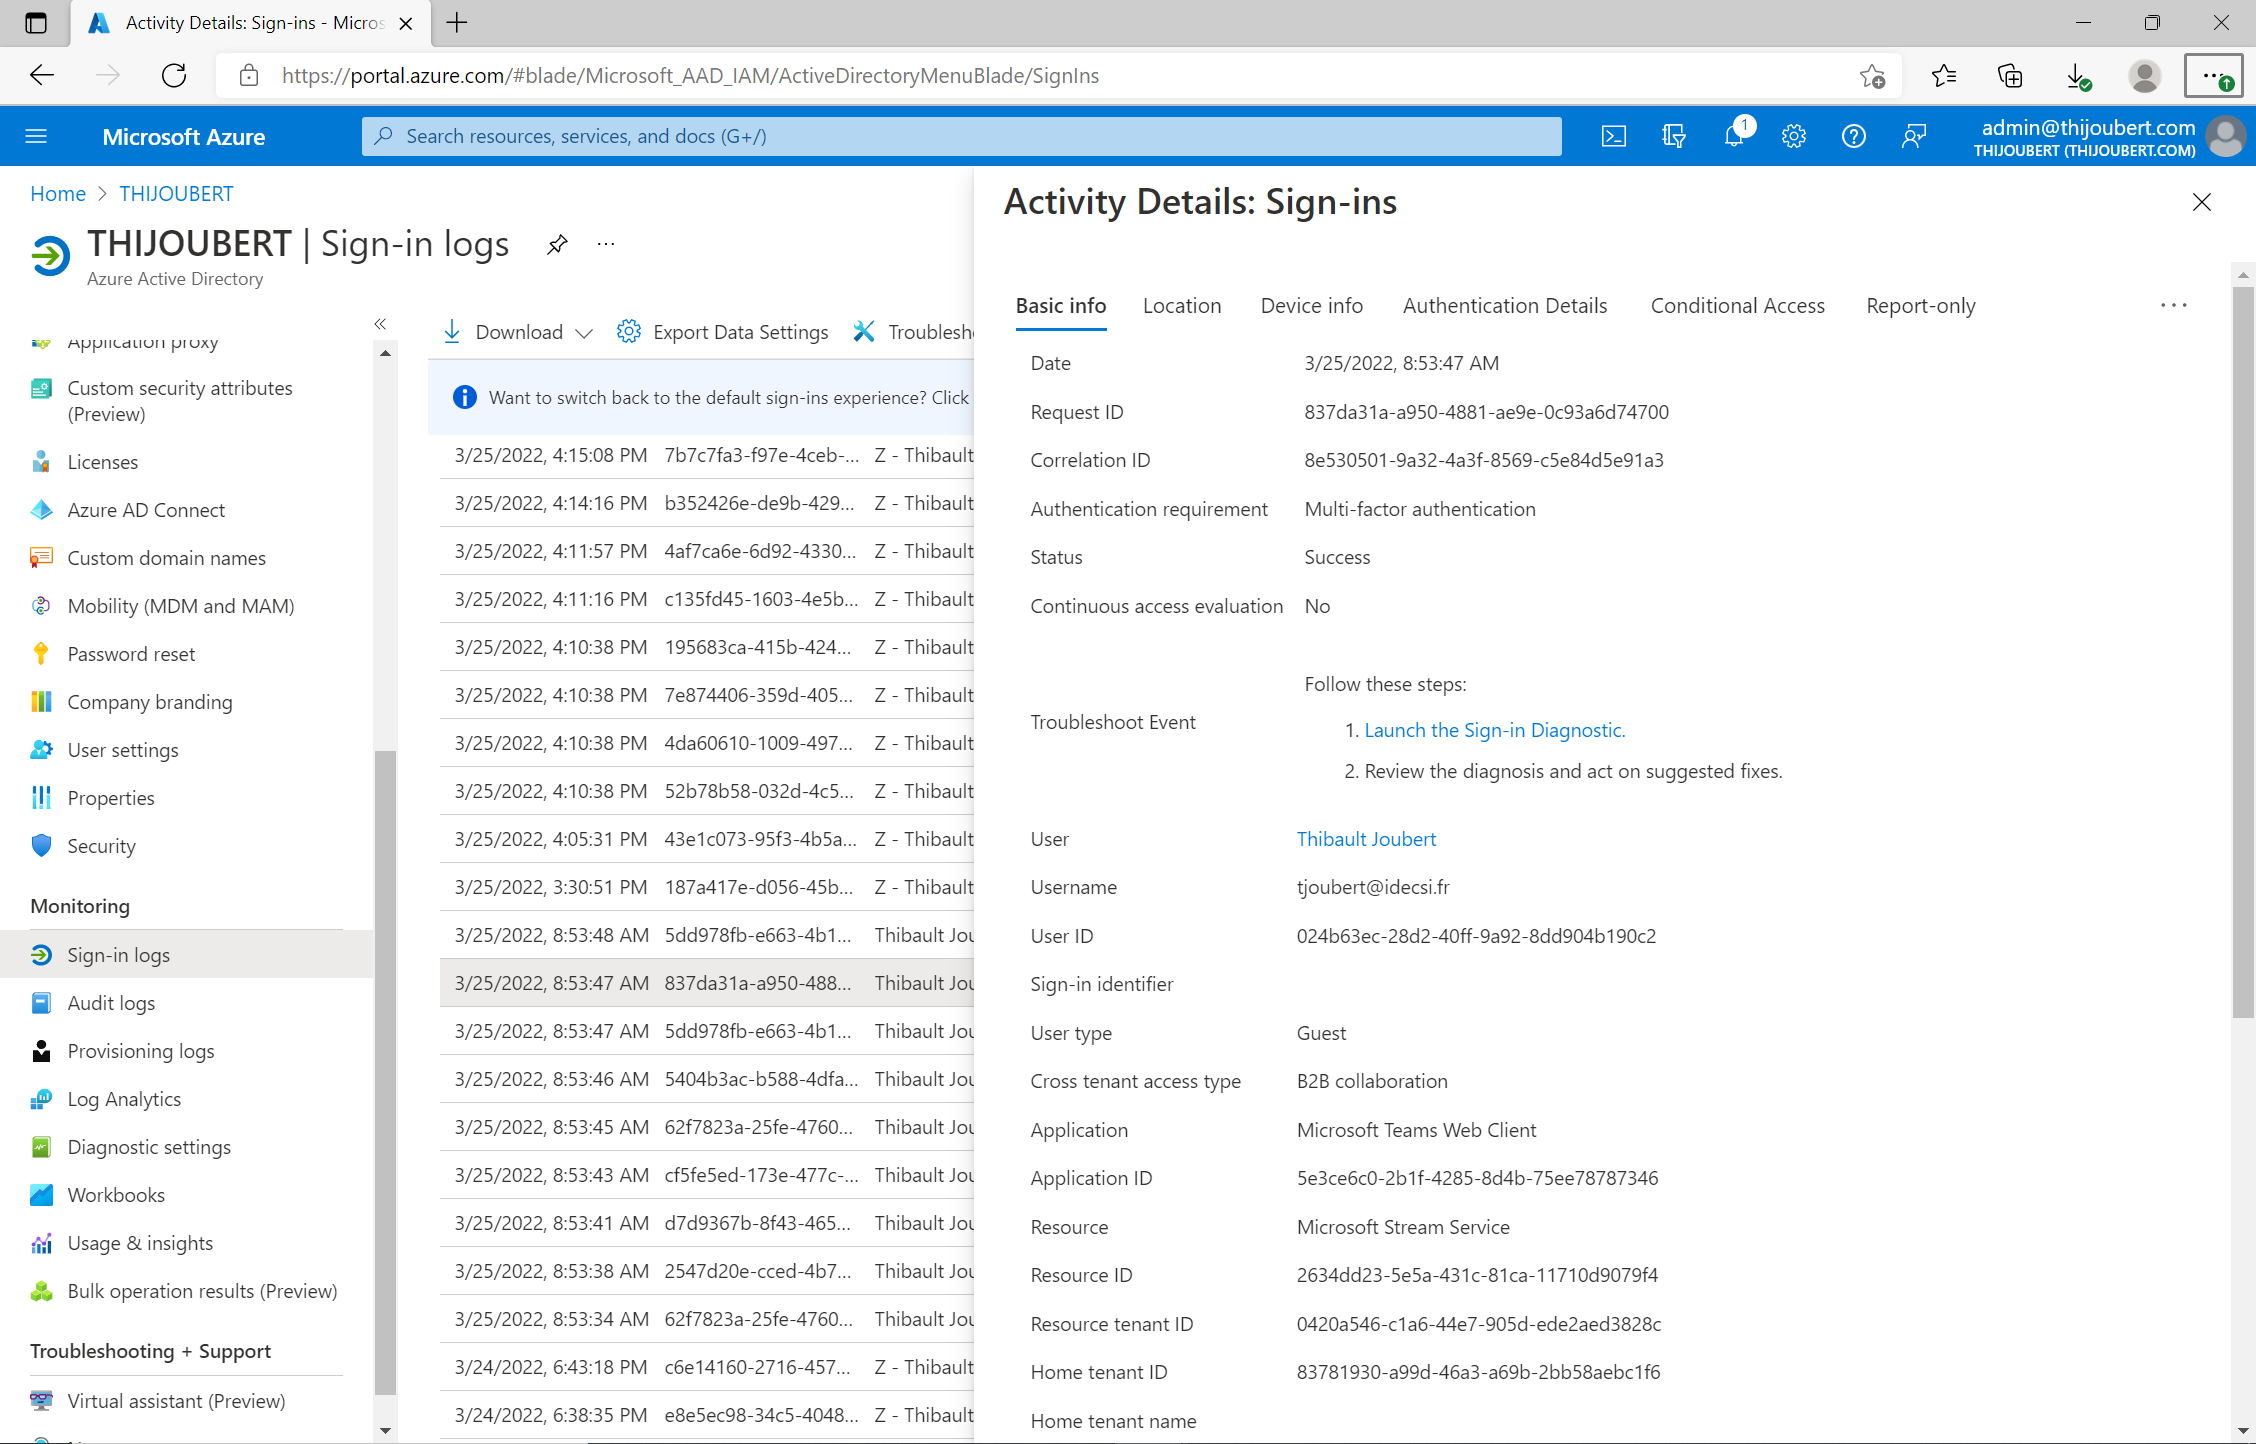 Activity Details: Sign-ins - Micros
https://portal.azure.com/#blade/Microsoft_AAD_IAM/ActiveDirectoryMenuBlade/SignIns
Microsoft Azure
Search resources, services, and docs (G+/)
1
admin@thijoubert.com
THIJOUBERT (THIJOUBERT.COM)
Home > THIJOUBERT
THIJOUBERT | Sign-in logs
Azure Active Directory
Application proxy
Custom security attributes
(Preview)
Licenses
Azure AD Connect
Custom domain names
Mobility (MDM and MAM)
Password reset
Company branding
User settings
Properties
Security
Monitoring
Sign-in logs
Audit logs
Provisioning logs
Log Analytics
Diagnostic settings
Workbooks
Usage & insights
Bulk operation results (Preview)
Troubleshooting + Support
Virtual assistant (Preview)
Download Export Data Settings Troublesh
Want to switch back to the default sign-ins experience? Click
3/25/2022, 4:15:08 PM 7b7c7fa3-f97e-4ceb-... Z - Thibault
3/25/2022, 4:14:16 PM b352426e-de9b-429... Z - Thibault
3/25/2022, 4:11:57 PM 4af7ca6e-6d92-4330... Z - Thibault
3/25/2022, 4:11:16 PM c135fd45-1603-4e5b... Z - Thibault
3/25/2022, 4:10:38 PM 195683ca-415b-424... Z - Thibault
3/25/2022, 4:10:38 PM 7e874406-359d-405... Z - Thibault
3/25/2022, 4:10:38 PM 4da60610-1009-497... Z - Thibault
3/25/2022, 4:10:38 PM 52b78b58-032d-4c5... Z - Thibault
3/25/2022, 4:05:31 PM 43e1c073-95f3-4b5a... Z - Thibault
3/25/2022, 3:30:51 PM 187a417e-d056-45b... Z - Thibault
3/25/2022, 8:53:48 AM 5dd978fb-e663-4b1... Thibault Jou
3/25/2022, 8:53:47 AM 837da31a-a950-488... Thibault Jou
3/25/2022, 8:53:47 AM 5dd978fb-e663-4b1... Thibault Jou
3/25/2022, 8:53:46 AM 5404b3ac-b588-4dfa... Thibault Jou
3/25/2022, 8:53:45 AM 62f7823a-25fe-4760... Thibault Jou
3/25/2022, 8:53:43 AM cf5fe5ed-173e-477c-... Thibault Jou
3/25/2022, 8:53:41 AM d7d9367b-8f43-465... Thibault Jou
3/25/2022, 8:53:38 AM 2547d20e-cced-4b7... Thibault Jou
3/25/2022, 8:53:34 AM 62f7823a-25fe-4760... Thibault Jou
3/24/2022, 6:43:18 PM c6e14160-2716-457... Z - Thibault
3/24/2022, 6:38:35 PM e8e5ec98-34c5-4048... Z - Thibault
Activity Details: Sign-ins
Basic info Location Device info Authentication Details Conditional Access Report-only
Date 3/25/2022, 8:53:47 AM
Request ID 837da31a-a950-4881-ae9e-0c93a6d74700
Correlation ID 8e530501-9a32-4a3f-8569-c5e84d5e91a3
Authentication requirement Multi-factor authentication
Status Success
Continuous access evaluation No
Follow these steps:
Troubleshoot Event
1. Launch the Sign-in Diagnostic.
2. Review the diagnosis and act on suggested fixes.
User Thibault Joubert
Username tjoubert@idecsi.fr
User ID 024b63ec-28d2-40ff-9a92-8dd904b190c2
Sign-in identifier
User type Guest
Cross tenant access type B2B collaboration
Application Microsoft Teams Web Client
Application ID 5e3ce6c0-2b1f-4285-8d4b-75ee78787346
Resource Microsoft Stream Service
Resource ID 2634dd23-5e5a-431c-81ca-11710d9079f4
Resource tenant ID 0420a546-c1a6-44e7-905d-ede2aed3828c
Home tenant ID 83781930-a99d-46a3-a69b-2bb58aebc1f6
Home tenant name